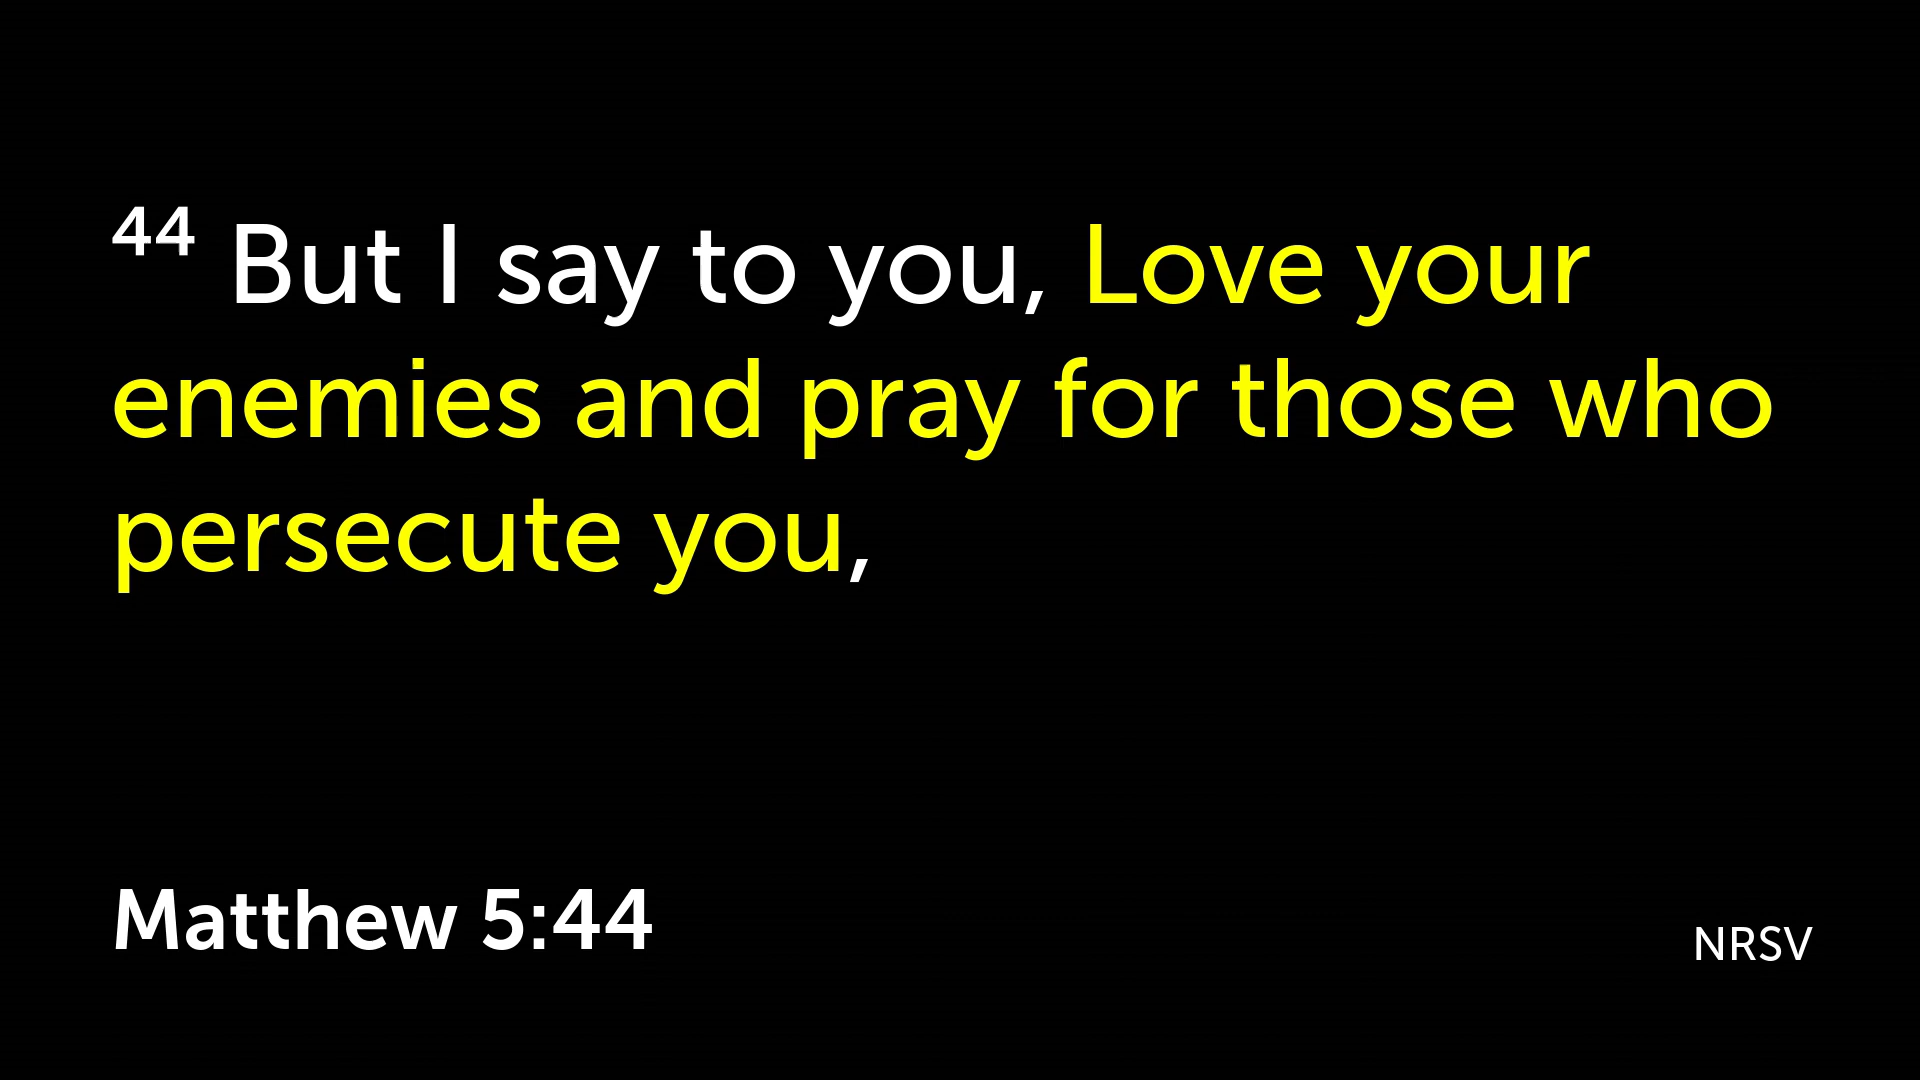 44 But I say to you, Love your
enemies and pray for those who
persecute you,
Matthew 5:44
NRSV